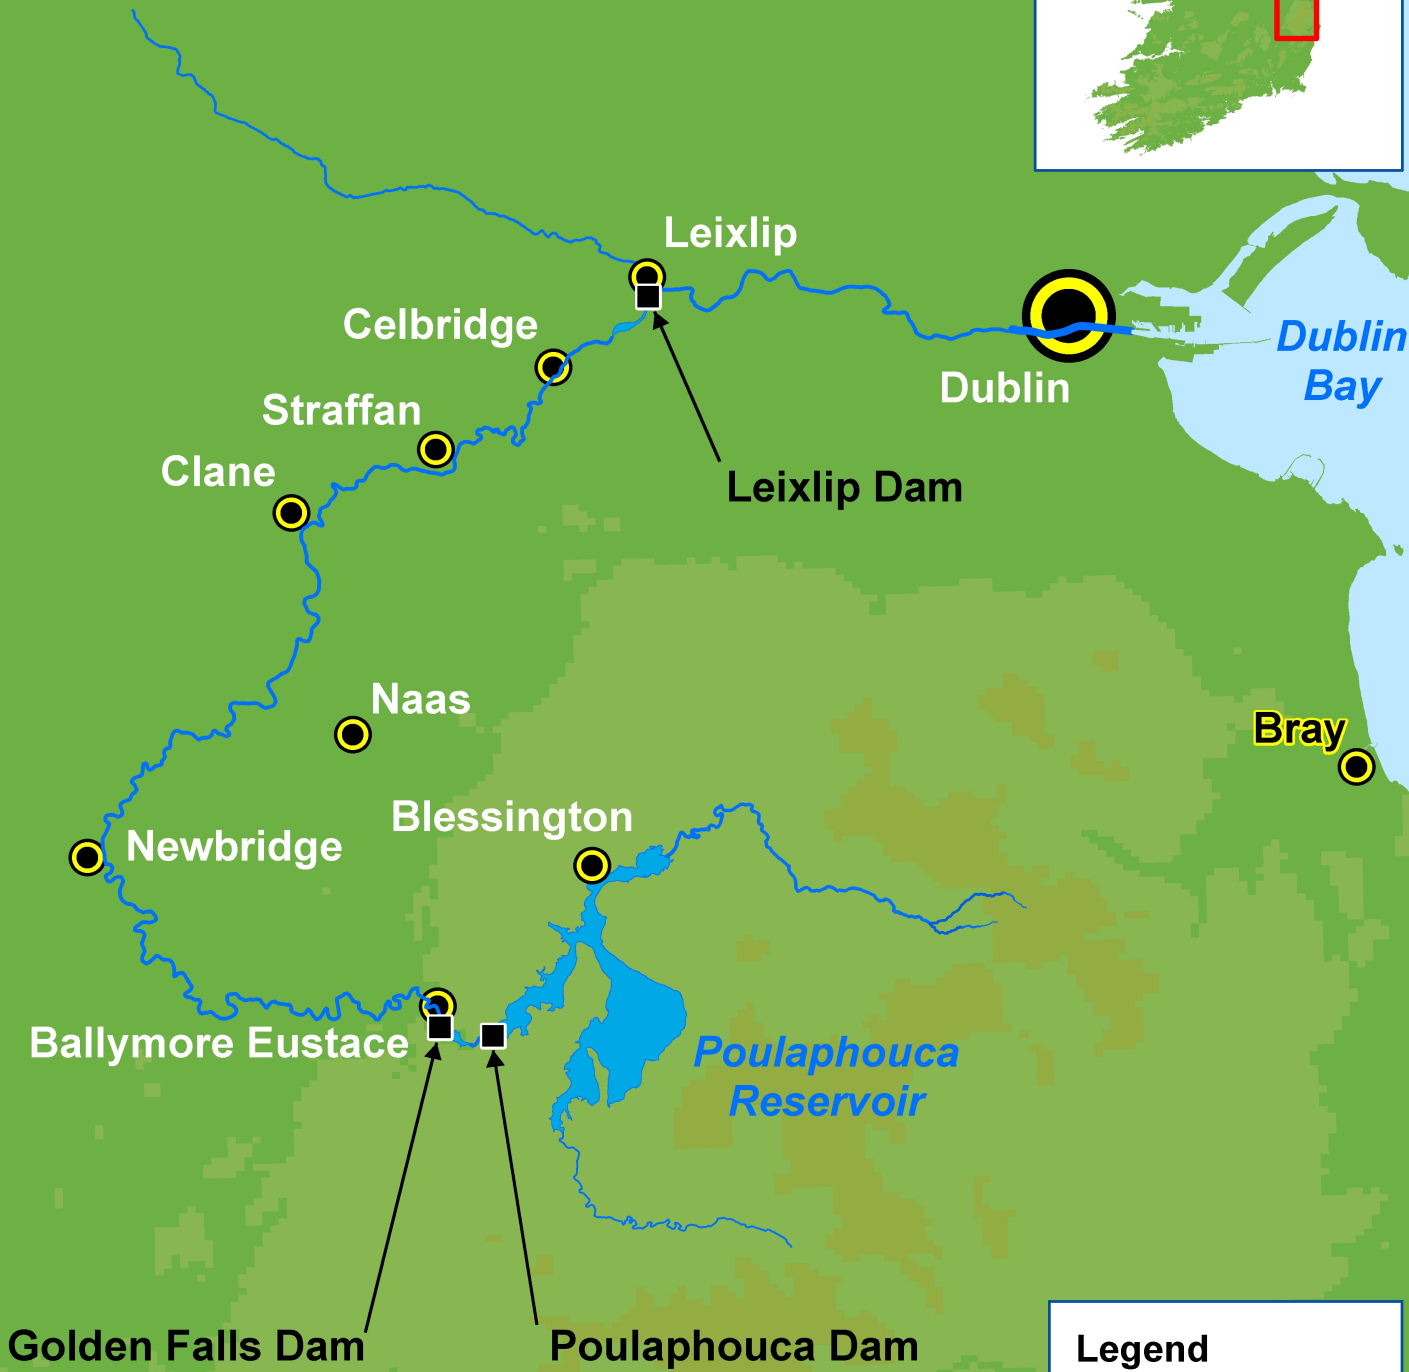 Leixlip
Celbridge
Dublin
Bay
Dublin
Straffan
Clane
Leixlip Dam
Naas
Bray
Blessington
Newbridge
Ballymore Eustace
Poulaphouca
Reservoir
Golden Falls Dam
Poulaphouca Dam
Legend